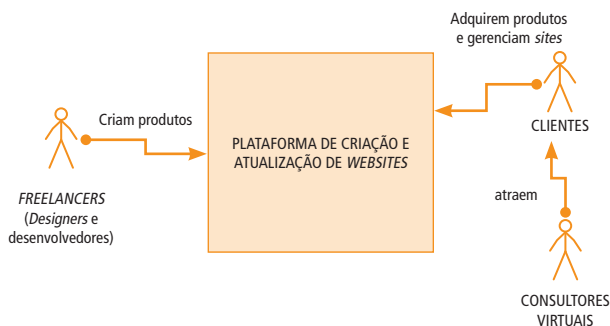 Adquirem produtos
e gerenciam sites
Criam produtos
PLATAFORMA DE CRIAÇÃO E
ATUALIZAÇÃO DE WEBSITES
CLIENTES
FREELANCERS
(Designers e
desenvolvedores)
atraem
CONSULTORES
VIRTUAIS